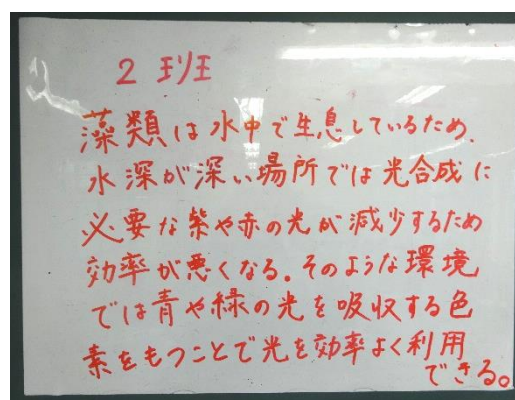 2 班
藻類は水中で生息しているため、
水深が深い場所では光合成に
必要な紫や赤の光が減少するため
効率が悪くなる。そのような環境
では青や緑の光を吸収する色
素をもつことで光を効率よく利用
できる。